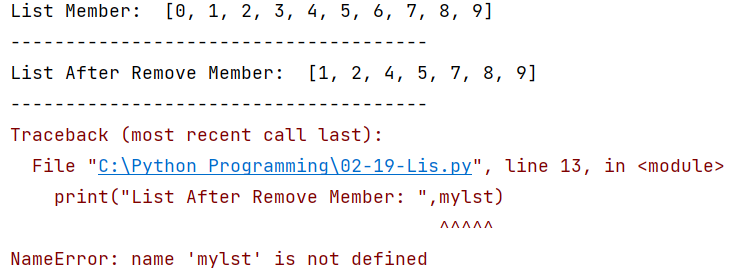 List Member:  [0, 1, 2, 3, 4, 5, 6, 7, 8, 9]
--------------------------------------
List After Remove Member:  [1, 2, 4, 5, 7, 8, 9]
--------------------------------------
Traceback (most recent call last):
  File "C:\Python Programming\02-19-Lis.py", line 13, in <module>
    print("List After Remove Member: ",mylst)
                                       ^^^^^
NameError: name 'mylst' is not defined